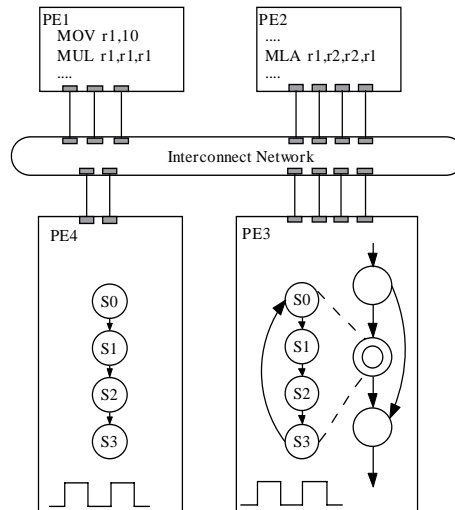 PE1
MOV r1,10
MUL r1,r1,r1
....
PE2
....
MLA r1,r2,r2,r1
....
Interconnect Network
PE4
S0
S1
S2
S3
PE3
S0
S1
S2
S3